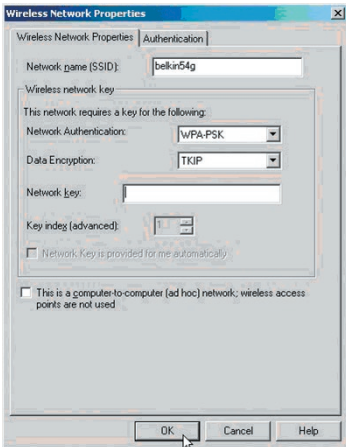 Wireless Network Properties
Wireless Network Properties Authentication
Network name (SSID): belkin54g
Wireless network key
This network requires a key for the following:
Network Authentication: WPA-PSK
Data Encryption: TKIP
Network key:
Key index (advanced):
Network Key is provided for me automatically
This is a computer-to-computer (ad hoc) network; wireless access
points are not used
OK Cancel Help